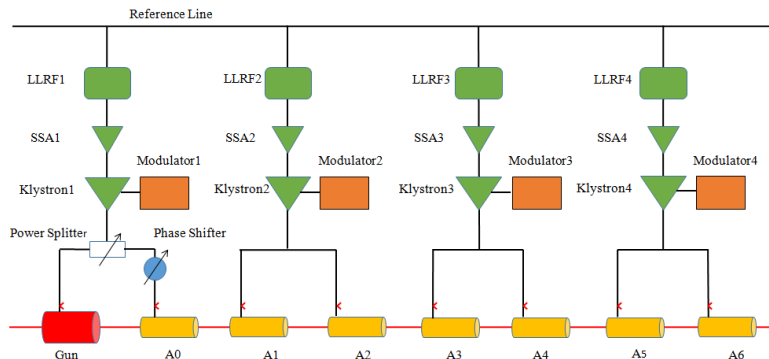 Reference Line
LLRF1
LLRF2
LLRF3
LLRF4
SSA1
SSA2
SSA3
SSA4
Modulator1
Modulator2
Modulator3
Modulator4
Klystron1
Klystron2
Klystron3
Klystron4
Power Splitter
Phase Shifter
Gun
A0
A1
A2
A3
A4
A5
A6